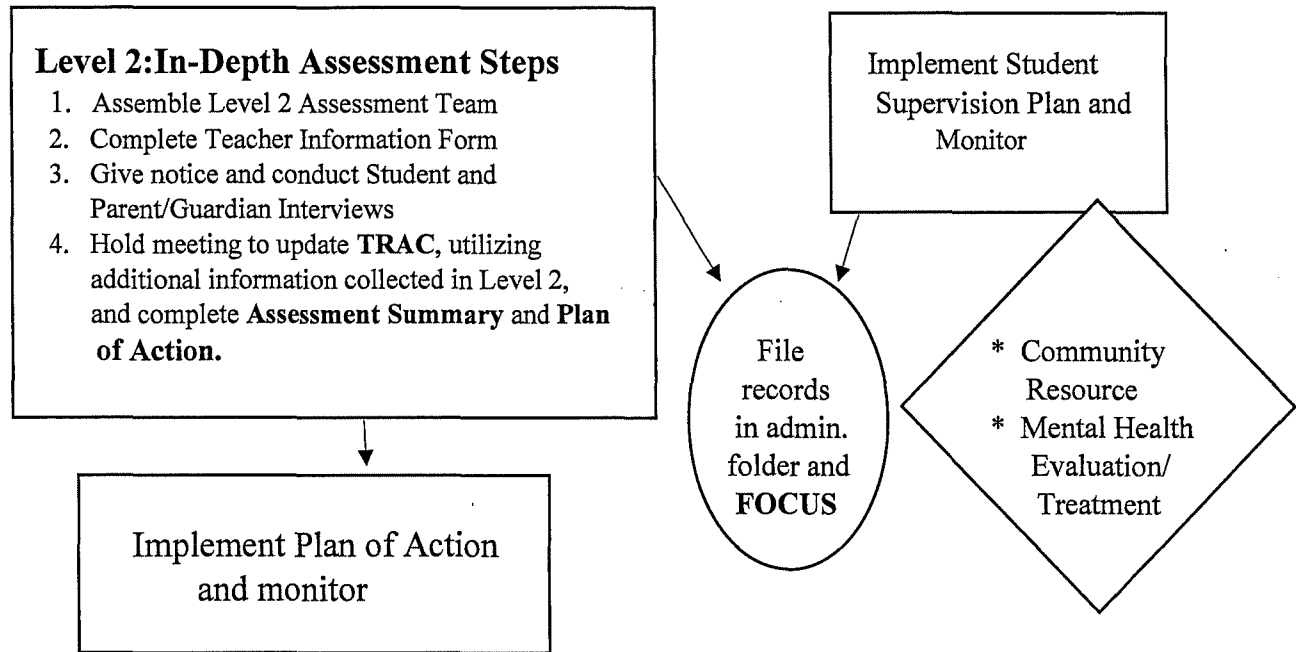 Level 2:In-Depth Assessment Steps
1. Assemble Level 2 Assessment Team
2. Complete Teacher Information Form
3. Give notice and conduct Student and
Parent/Guardian Interviews
4. Hold meeting to update TRAC, utilizing
additional information collected in Level 2,
and complete Assessment Summary and Plan
of Action.
Implement Student
Supervision Plan and
Monitor
File
records
in admin.
folder and
FOCUS
* Community
Resource
* Mental Health
Evaluation/
Treatment
Implement Plan of Action
and monitor